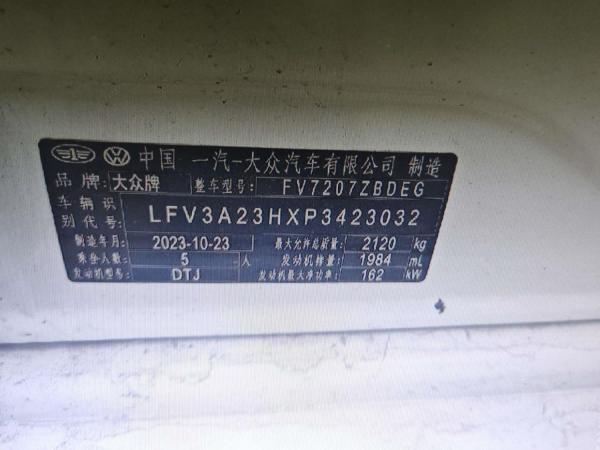 中国 一汽-大众汽车有限公司 制造
品牌: 大众牌 整车型号: FV7207ZBDEG
车辆识别代号: LFV3A23HXP3423032
制造年月: 2023-10-23 最大允许总质量: 2120 kg
乘坐人数: 5 人 发动机排量: 1984 mL
发动机型号: DTJ 发动机最大净功率: 162 kW